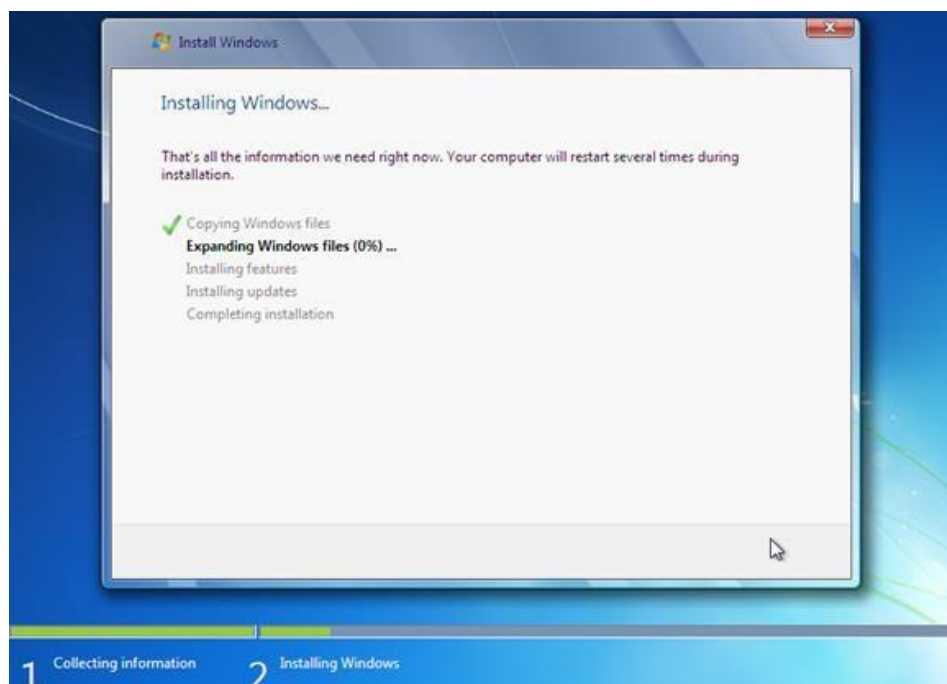 Install Windows
Installing Windows...
That's all the information we need right now. Your computer will restart several times during
installation.
Copying Windows files
Expanding Windows files (0%) ...
Installing features
Installing updates
Completing installation
1 Collecting information
2 Installing Windows